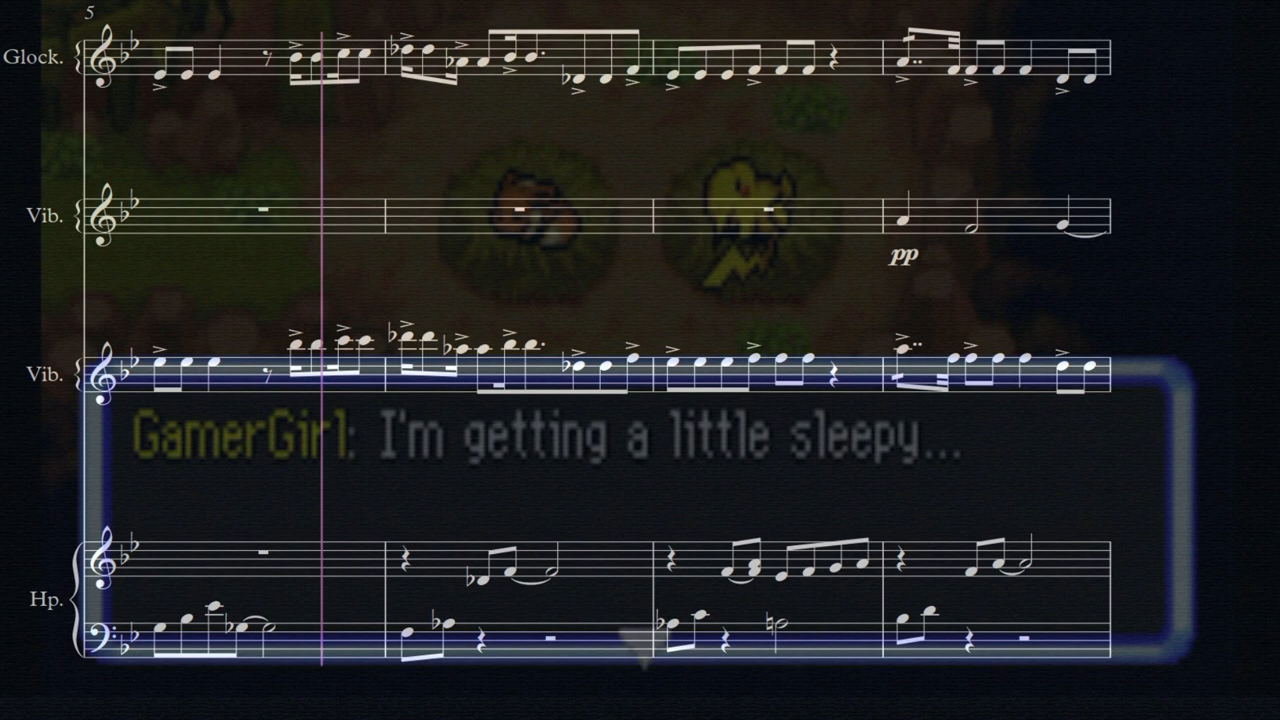 5
Glock.
Vib.
pp
Vib.
GamerGirl: I'm getting a little sleepy...
Hp.